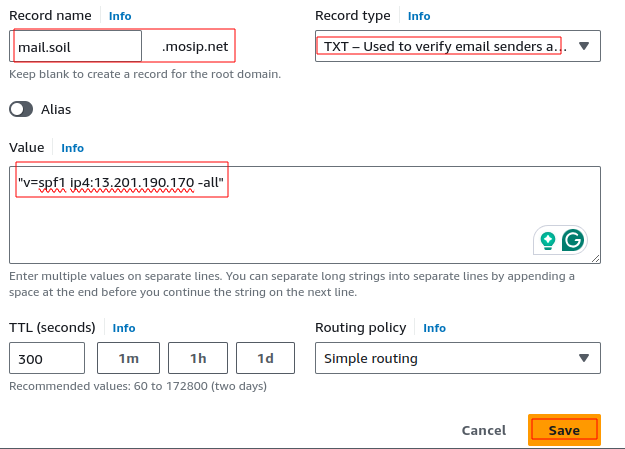 Record name Info
Record type Info
mail.soil .mosip.net
TXT – Used to verify email senders a...
Keep blank to create a record for the root domain.
Alias
Value Info
"v=spf1 ip4:13.201.190.170 -all"
Enter multiple values on separate lines. You can separate long strings into separate lines by appending a
space at the end before you continue the string on the next line.
TTL (seconds) Info
Routing policy Info
300 1m 1h 1d
Simple routing
Recommended values: 60 to 172800 (two days)
Cancel Save